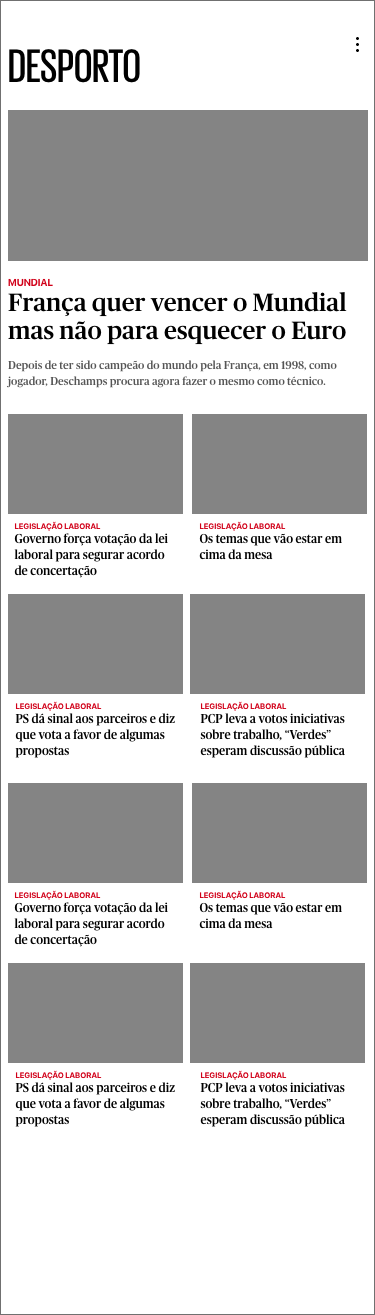 DESPORTO
MUNDIAL
França quer vencer o Mundial
mas não para esquecer o Euro
Depois de ter sido campeão do mundo pela França, em 1998, como
jogador, Deschamps procura agora fazer o mesmo como técnico.
LEGISLAÇÃO LABORAL
Governo força votação da lei
laboral para segurar acordo
de concertação
LEGISLAÇÃO LABORAL
Os temas que vão estar em
cima da mesa
LEGISLAÇÃO LABORAL
PS dá sinal aos parceiros e diz
que vota a favor de algumas
propostas
LEGISLAÇÃO LABORAL
PCP leva a votos iniciativas
sobre trabalho, “Verdes”
esperam discussão pública
LEGISLAÇÃO LABORAL
Governo força votação da lei
laboral para segurar acordo
de concertação
LEGISLAÇÃO LABORAL
Os temas que vão estar em
cima da mesa
LEGISLAÇÃO LABORAL
PS dá sinal aos parceiros e diz
que vota a favor de algumas
propostas
LEGISLAÇÃO LABORAL
PCP leva a votos iniciativas
sobre trabalho, “Verdes”
esperam discussão pública